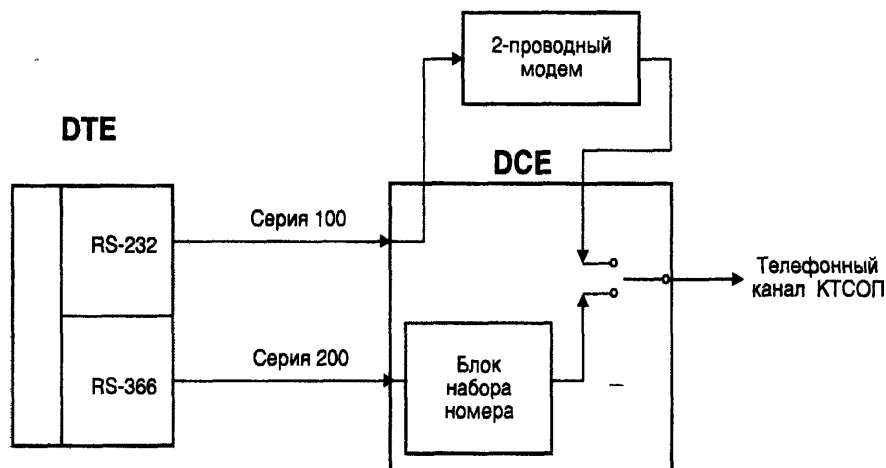 2-проводный
модем
DTE
DCE
RS-232
Серия 100
Телефонный
канал КТСОП
RS-366
Серия 200
Блок
набора
номера